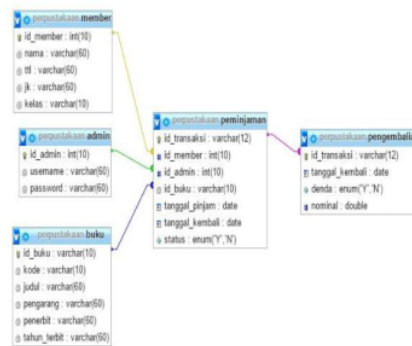 perpustakaan.member
id_member : int(10)
nama : varchar(60)
ttl : varchar(60)
jk : varchar(60)
kelas : varchar(10)
perpustakaan.admin
id_admin : int(10)
username : varchar(60)
password : varchar(60)
perpustakaan.buku
id_buku : varchar(10)
kode : varchar(10)
judul : varchar(60)
pengarang : varchar(60)
penerbit : varchar(60)
tahun_terbit : varchar(60)
perpustakaan.peminjaman
id_transaksi : varchar(12)
id_member : int(10)
id_admin : int(10)
id_buku : varchar(10)
tanggal_pinjam : date
tanggal_kembali : date
status : enum('Y','N')
perpustakaan.pengembalia
id_transaksi : varchar(12)
tanggal_kembali : date
denda : enum('Y','N')
nominal : double